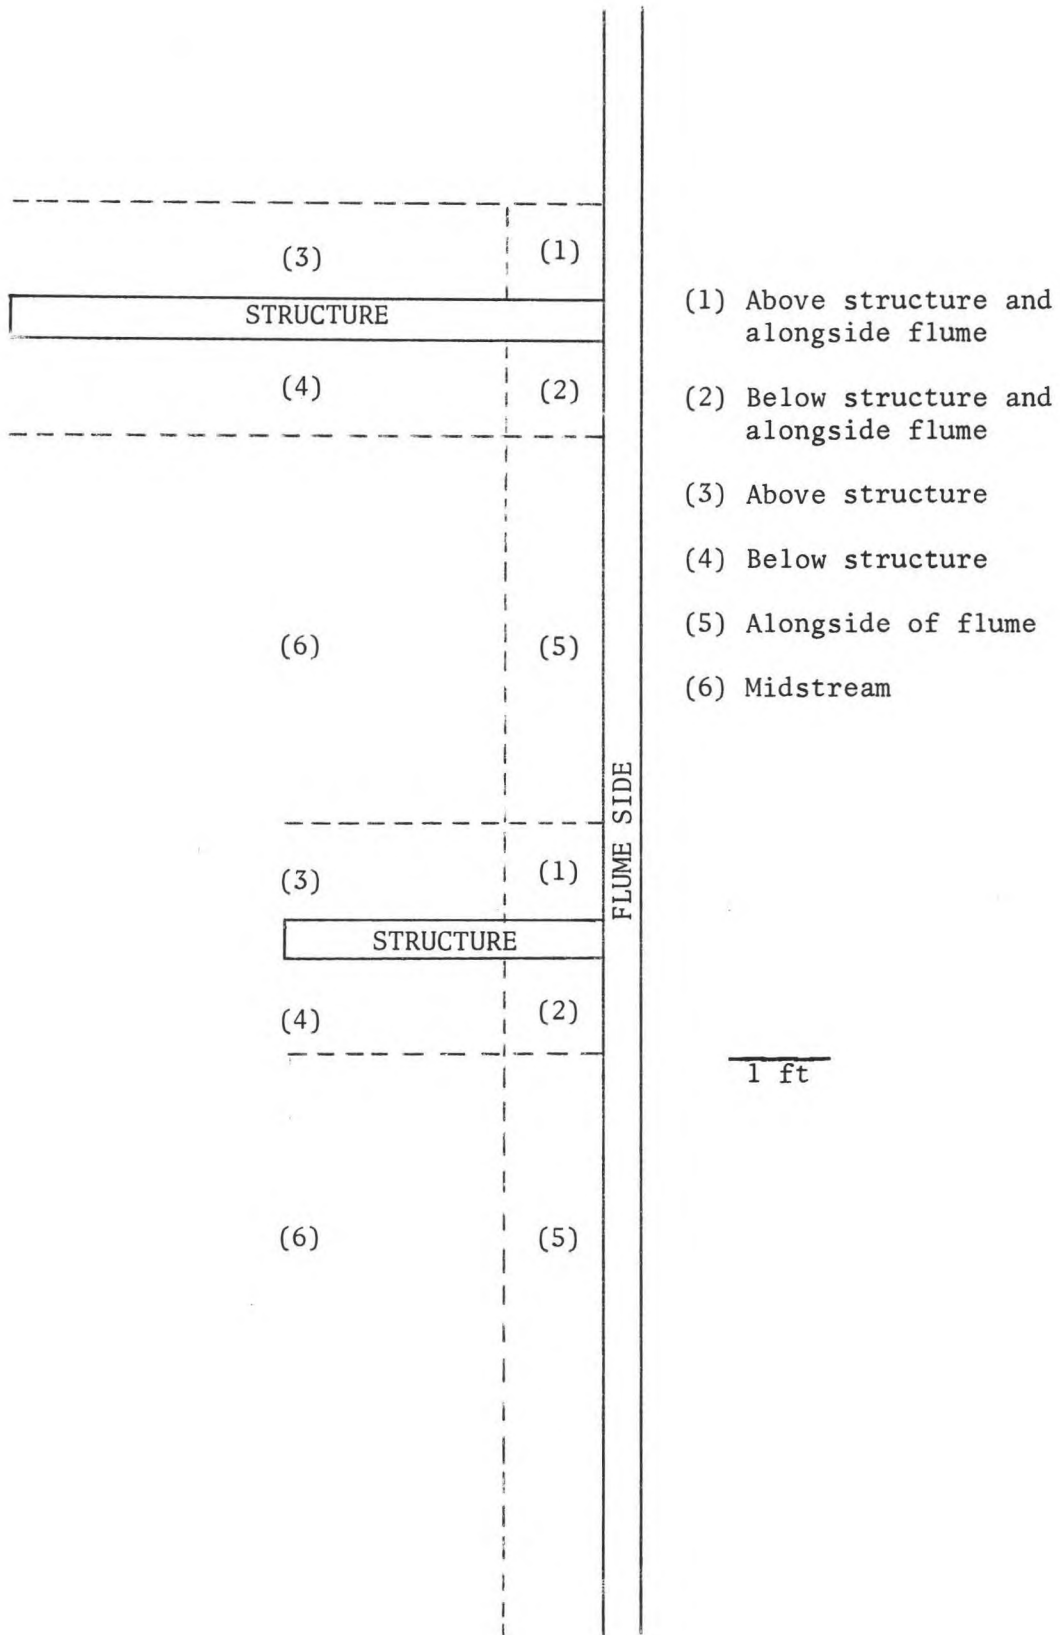 (3)
(1)
STRUCTURE
(4)
(2)
(6)
(5)
FLUME SIDE
(3)
(1)
STRUCTURE
(4)
(2)
(6)
(5)
(1) Above structure and
alongside flume
(2) Below structure and
alongside flume
(3) Above structure
(4) Below structure
(5) Alongside of flume
(6) Midstream
1 ft